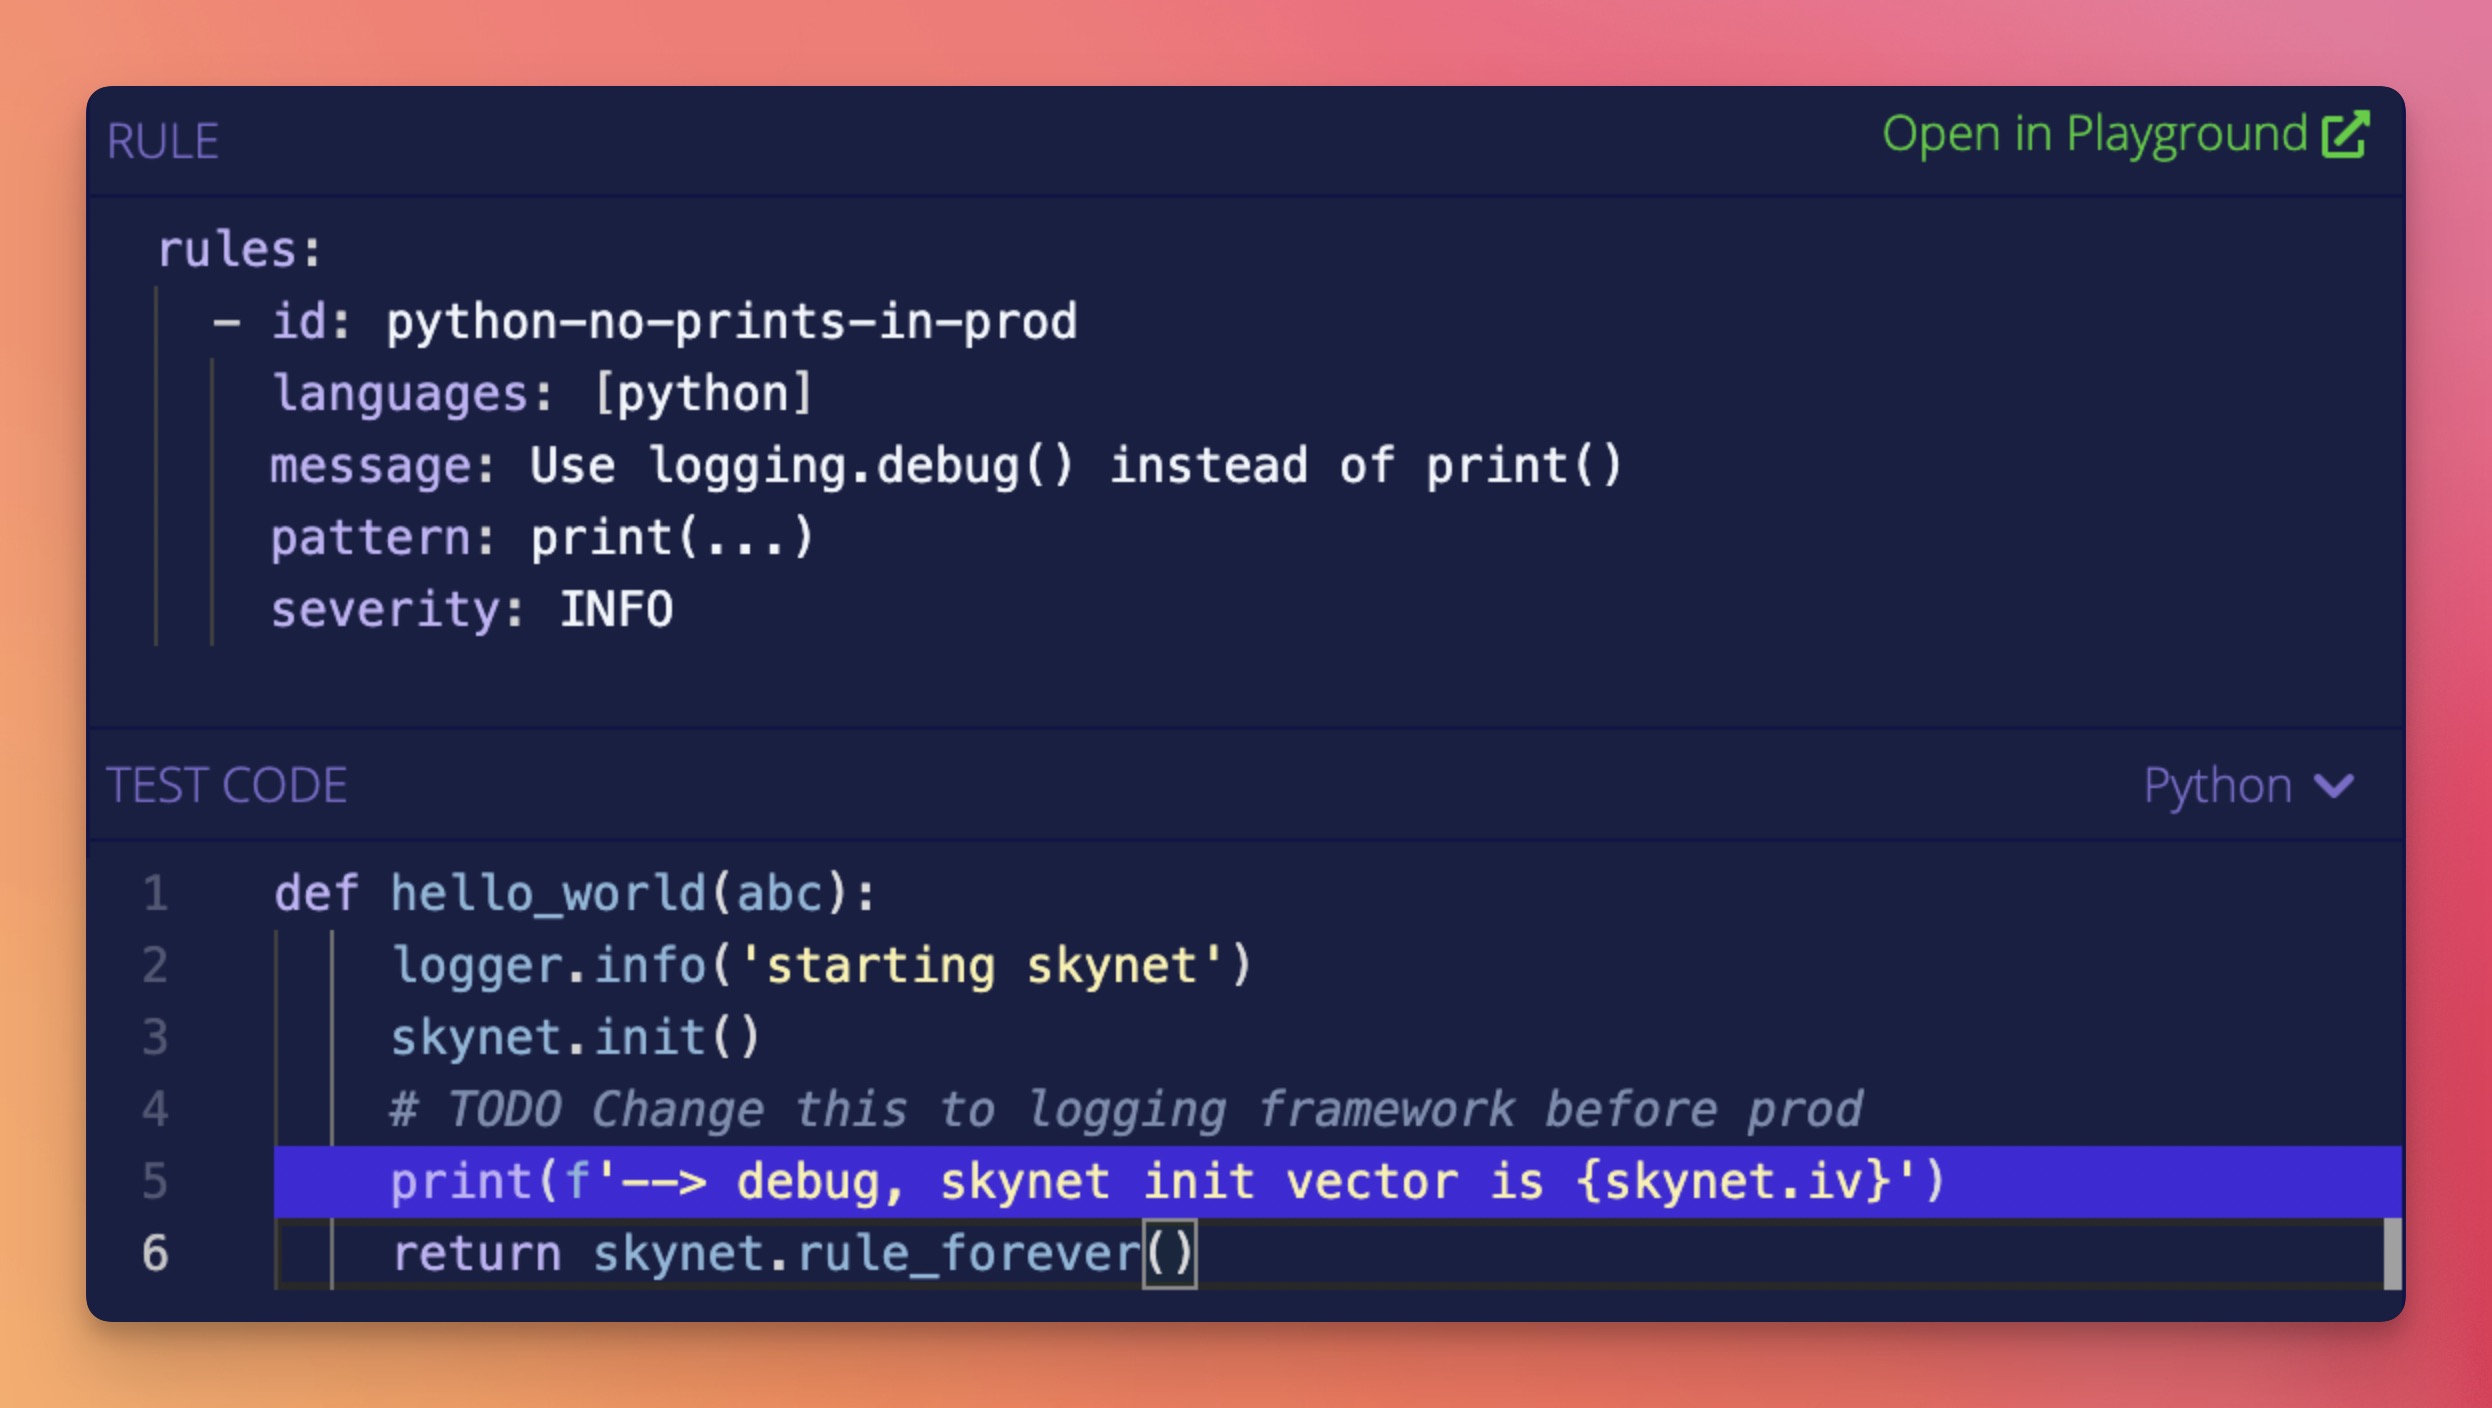 RULE
Open in Playground
rules:
  - id: python-no-prints-in-prod
    languages: [python]
    message: Use logging.debug() instead of print()
    pattern: print(...)
    severity: INFO
TEST CODE
Python
1 def hello_world(abc):
2     logger.info('starting skynet')
3     skynet.init()
4     # TODO Change this to logging framework before prod
5     print(f'--> debug, skynet init vector is {skynet.iv}')
6     return skynet.rule_forever()